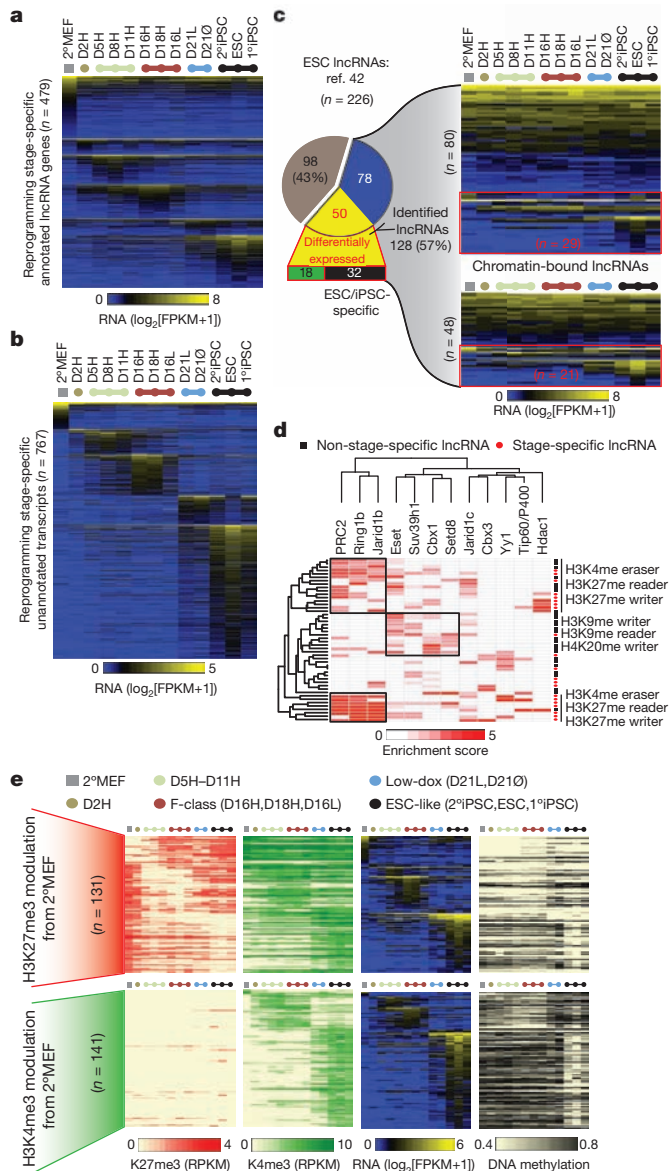 a
2°MEF D2H D5H D8H D11H D16H D18H D16L D21L D21Ø 2°iPSC ESC 1°iPSC
Reprogramming stage-specific
annotated lncRNA genes (n = 479)
0 8
RNA (log2[FPKM+1])
b
2°MEF D2H D5H D8H D11H D16H D18H D16L D21L D21Ø 2°iPSC ESC 1°iPSC
Reprogramming stage-specific
unannotated transcripts (n = 767)
0 5
RNA (log2[FPKM+1])
c
ESC lncRNAs:
ref. 42
(n = 226)
98
(43%)
78
50
Identified
lncRNAs
128 (57%)
Differentially
expressed
18 32
ESC/iPSC-
specific
2°MEF D2H D5H D8H D11H D16H D18H D16L D21L D21Ø 2°iPSC ESC 1°iPSC
(n = 80)
(n = 29)
Chromatin-bound lncRNAs
(n = 48)
(n = 21)
0 8
RNA (log2[FPKM+1])
d
Non-stage-specific lncRNA Stage-specific lncRNA
PRC2 Ring1b Jarid1b Eset Suv39h1 Cbx1 Setd8 Jarid1c Cbx3 Yy1 Tip60/P400 Hdac1
H3K4me eraser
H3K27me reader
H3K27me writer
H3K9me writer
H3K9me reader
H4K20me writer
H3K4me eraser
H3K27me reader
H3K27me writer
0 5
Enrichment score
e
2°MEF D5H–D11H Low-dox (D21L,D21Ø)
D2H F-class (D16H,D18H,D16L) ESC-like (2°iPSC,ESC,1°iPSC)
H3K27me3 modulation
from 2°MEF
(n = 131)
H3K4me3 modulation
from 2°MEF
(n = 141)
0 4 0 10 0 6 0.4 0.8
K27me3 (RPKM) K4me3 (RPKM) RNA (log2[FPKM+1]) DNA methylation